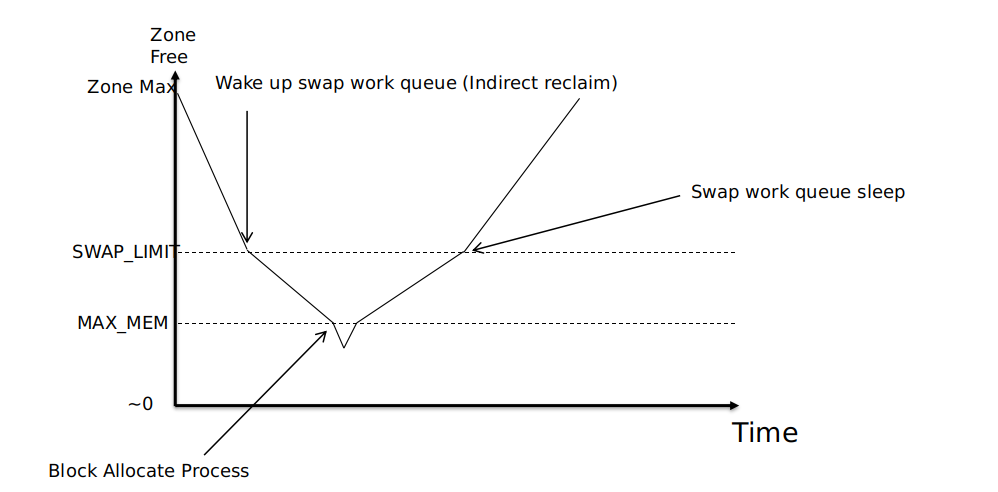 Zone
Free
Zone Max
Wake up swap work queue (Indirect reclaim)
Swap work queue sleep
SWAP_LIMIT
MAX_MEM
~0
Time
Block Allocate Process